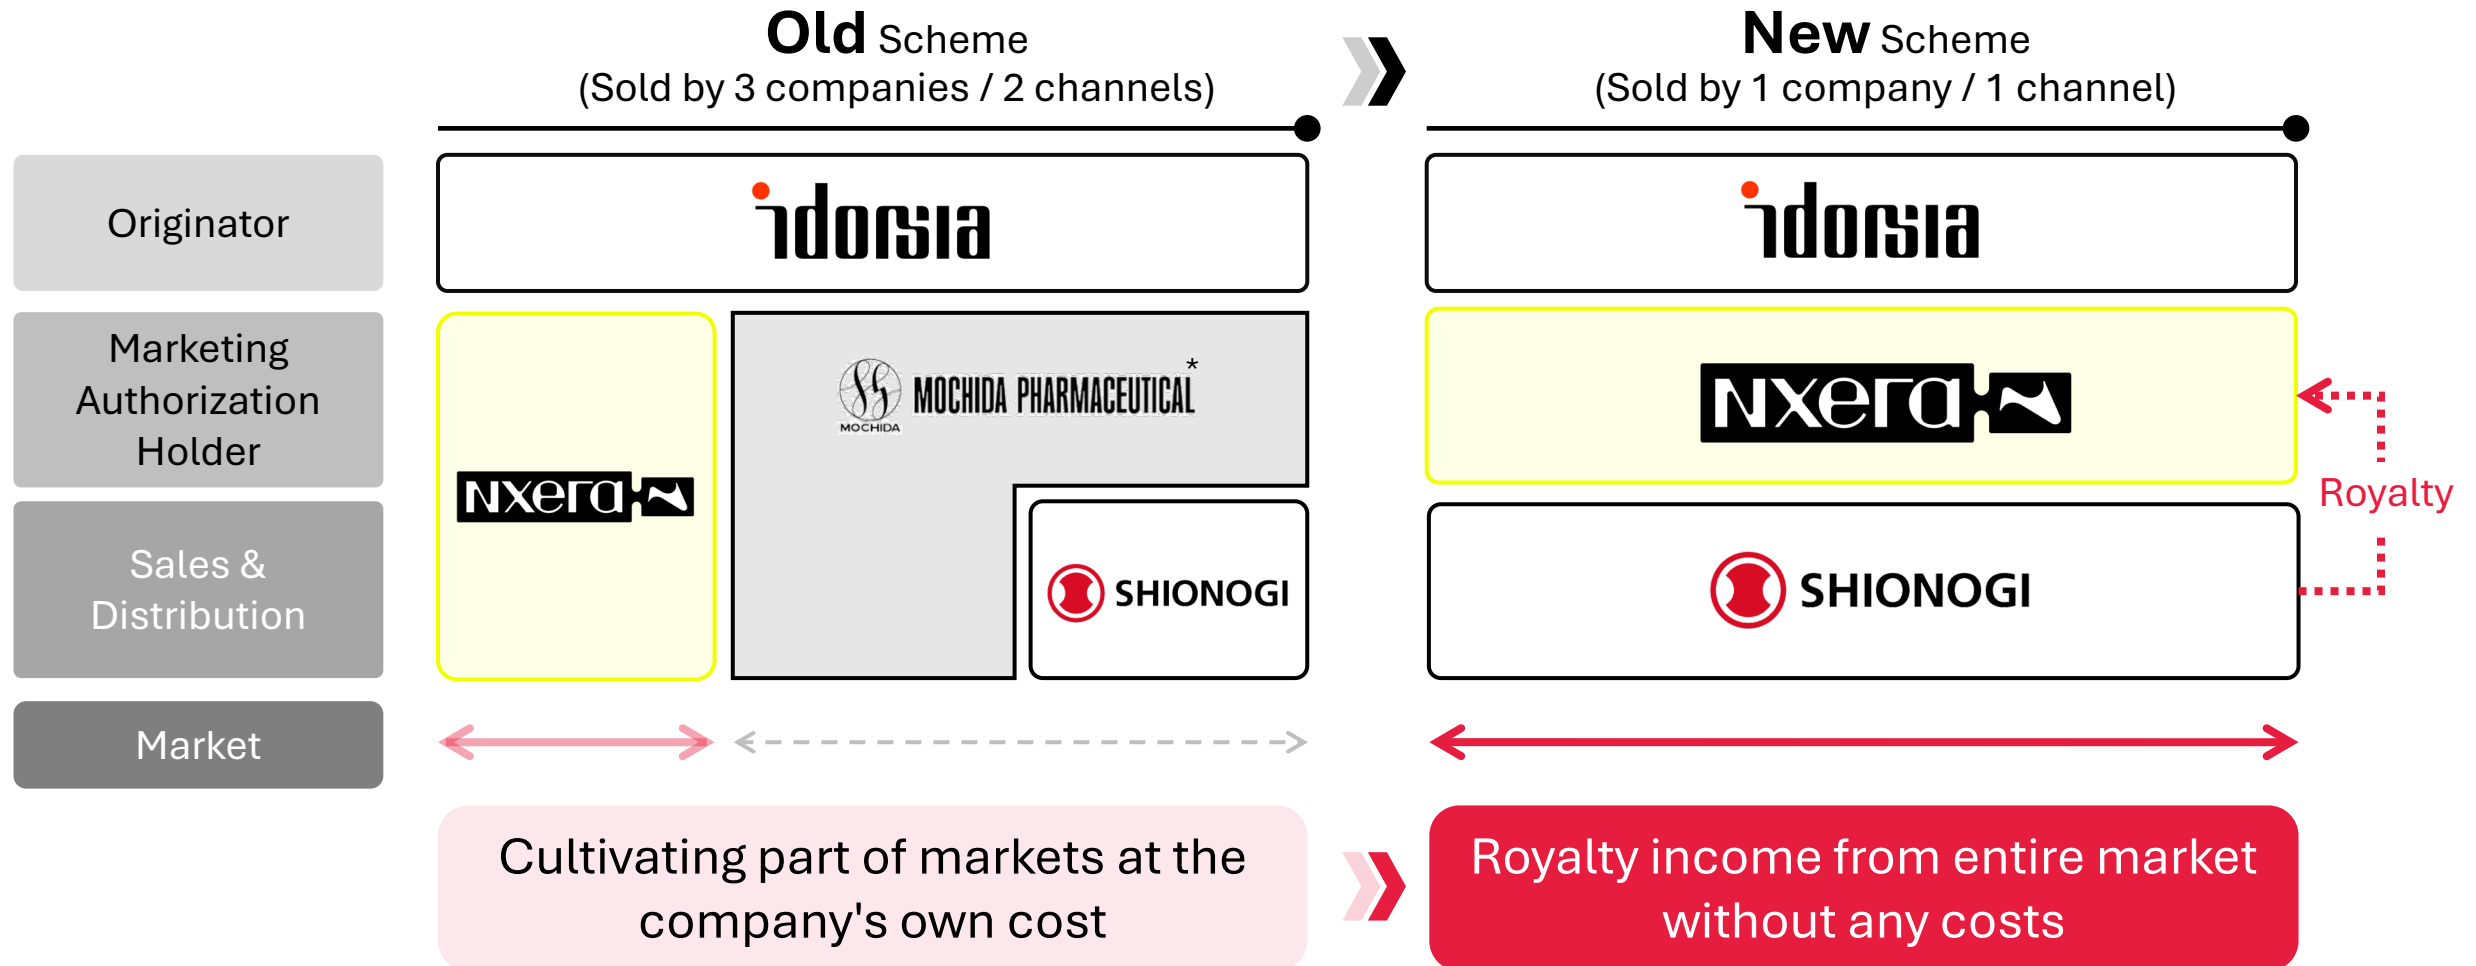 Old Scheme
(Sold by 3 companies / 2 channels)
New Scheme
(Sold by 1 company / 1 channel)
Originator
idorsia
idorsia
Marketing
Authorization
Holder
MOCHIDA PHARMACEUTICAL*
MOCHIDA
nxera
nxera
Royalty
Sales &
Distribution
SHIONOGI
SHIONOGI
Market
Cultivating part of markets at the
company's own cost
Royalty income from entire market
without any costs